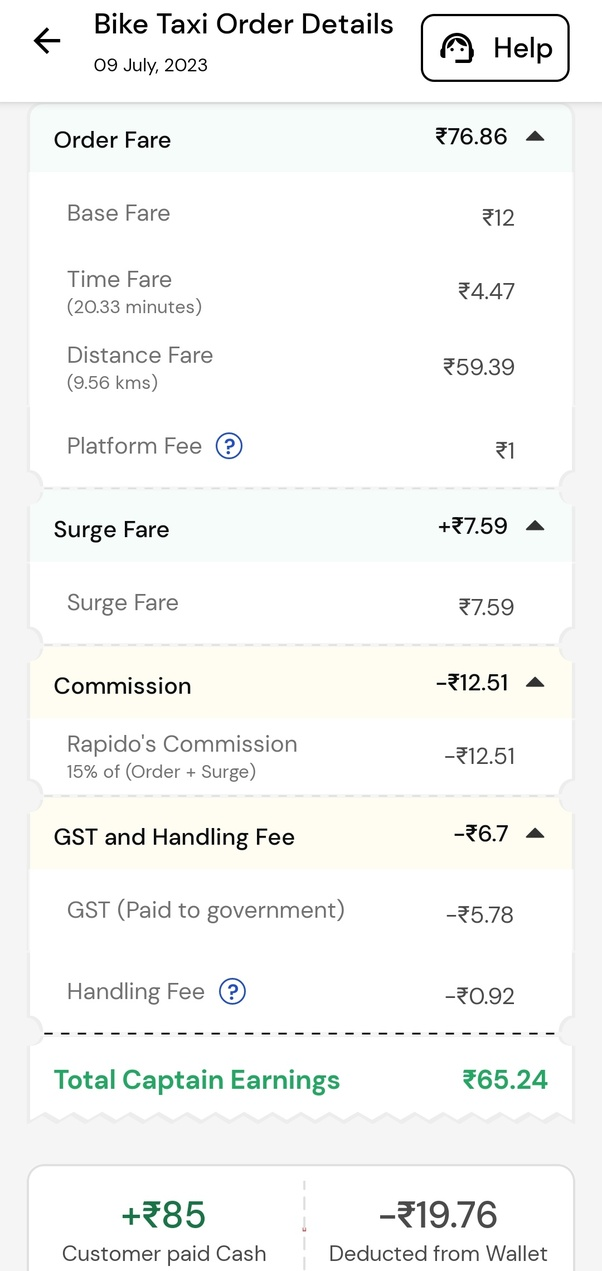 Bike Taxi Order Details
09 July, 2023
Help
Order Fare ₹76.86
Base Fare ₹12
Time Fare
(20.33 minutes) ₹4.47
Distance Fare
(9.56 kms) ₹59.39
Platform Fee ? ₹1
Surge Fare +₹7.59
Surge Fare ₹7.59
Commission -₹12.51
Rapido's Commission
15% of (Order + Surge) -₹12.51
GST and Handling Fee -₹6.7
GST (Paid to government) -₹5.78
Handling Fee ? -₹0.92
Total Captain Earnings ₹65.24
+₹85 -₹19.76
Customer paid Cash Deducted from Wallet